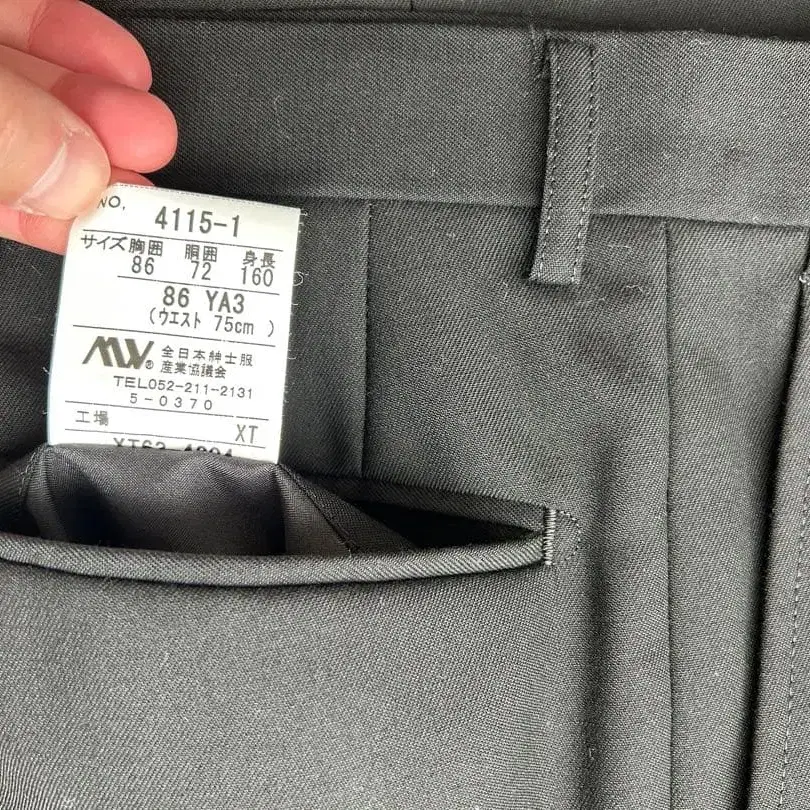 NO. 4115-1
サイズ 胸囲 胴囲 身長
86 72 160
86 YA3
(ウエスト 75cm )
MW® 全日本紳士服
産業協議会
TEL052-211-2131
5-0370
工場 XT